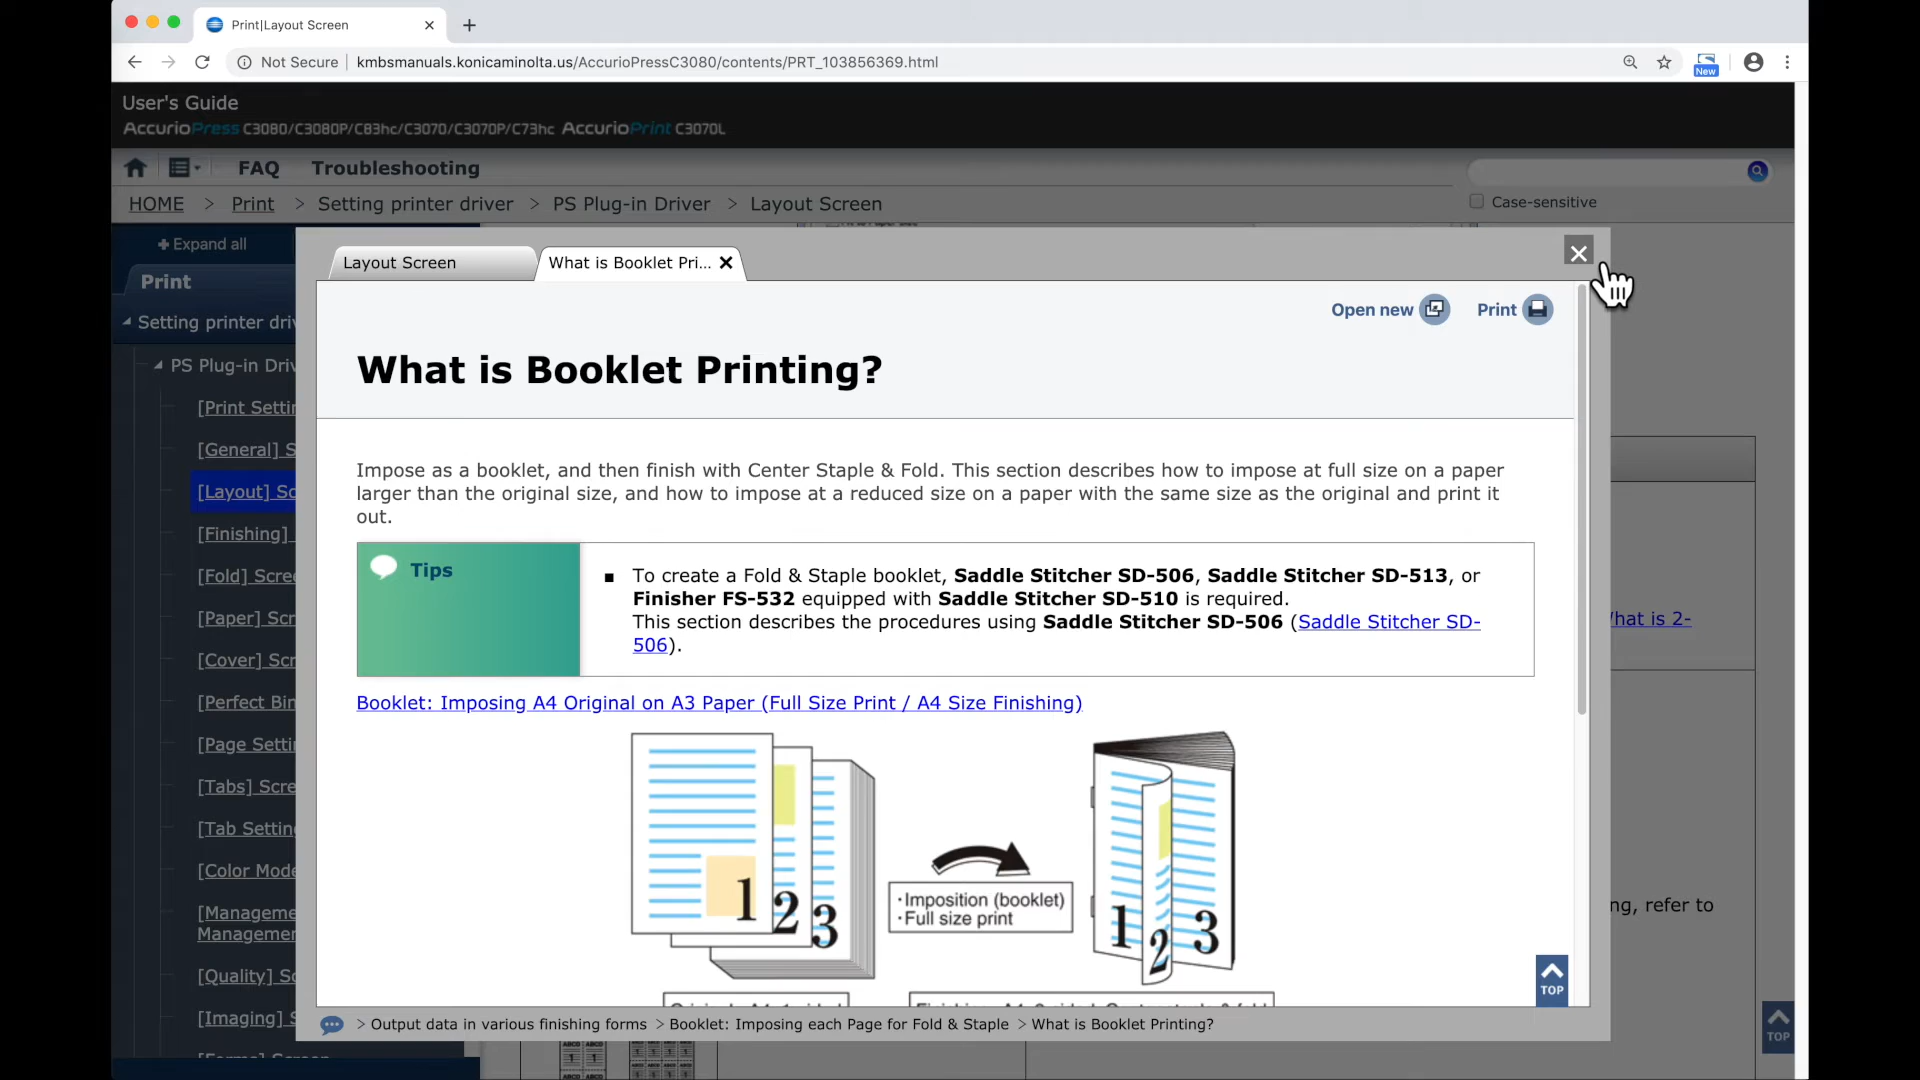 Print|Layout Screen
Not Secure
kmbsmanuals.konicaminolta.us/AccurioPressC3080/contents/PRT_103856369.html
New
User's Guide
AccurioPress C3080/C3080P/C83hc/C3070/C3070P/C73hc AccurioPrint C3070L
FAQ
Troubleshooting
HOME > Print > Setting printer driver > PS Plug-in Driver > Layout Screen
Case-sensitive
Expand all
Print
Setting printer driv
PS Plug-in Driv
[Print Settin
[General] S
[Layout] Sc
[Finishing]
[Fold] Scree
[Paper] Scr
[Cover] Scr
[Perfect Bin
[Page Settin
[Tabs] Scre
[Tab Setting
[Color Mode
[Manageme
Managemen
[Quality] Sc
[Imaging] S
Layout Screen
What is Booklet Pri...
Open new
Print
What is Booklet Printing?
Impose as a booklet, and then finish with Center Staple & Fold. This section describes how to impose at full size on a paper
larger than the original size, and how to impose at a reduced size on a paper with the same size as the original and print it
out.
Tips
To create a Fold & Staple booklet, Saddle Stitcher SD-506, Saddle Stitcher SD-513, or
Finisher FS-532 equipped with Saddle Stitcher SD-510 is required.
This section describes the procedures using Saddle Stitcher SD-506 (Saddle Stitcher SD-
506).
Booklet: Imposing A4 Original on A3 Paper (Full Size Print / A4 Size Finishing)
1
2
3
·Imposition (booklet)
·Full size print
1
2
3
TOP
> Output data in various finishing forms > Booklet: Imposing each Page for Fold & Staple > What is Booklet Printing?
hat is 2-
ng, refer to
TOP